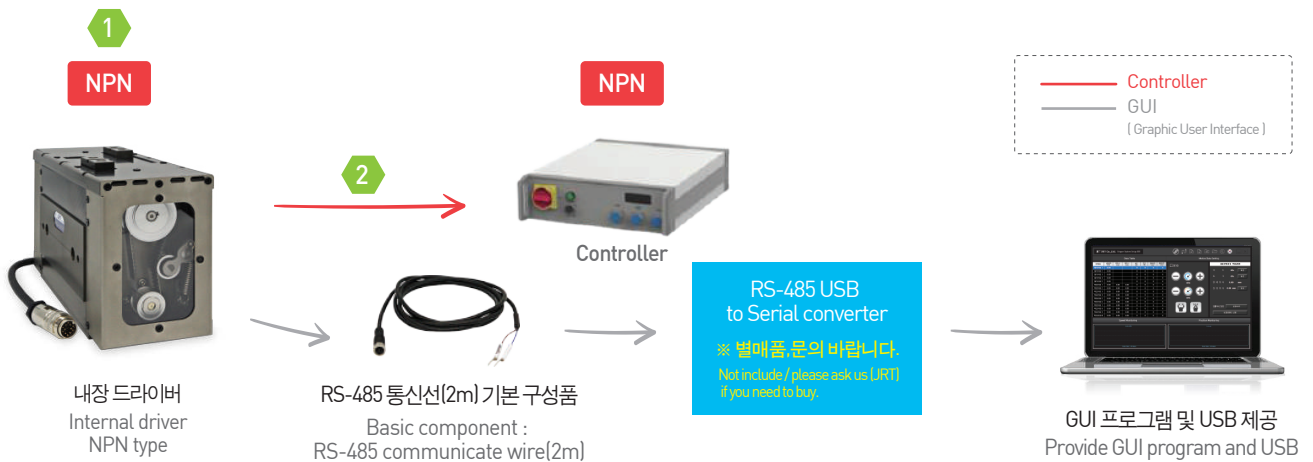 1
NPN
NPN
Controller
GUI
( Graphic User Interface )
2
Controller
RS-485 USB
to Serial converter
※ 별매품,문의 바랍니다.
Not include / please ask us (JRT)
if you need to buy.
내장 드라이버
Internal driver
NPN type
RS-485 통신선(2m) 기본 구성품
Basic component :
RS-485 communicate wire(2m)
GUI 프로그램 및 USB 제공
Provide GUI program and USB